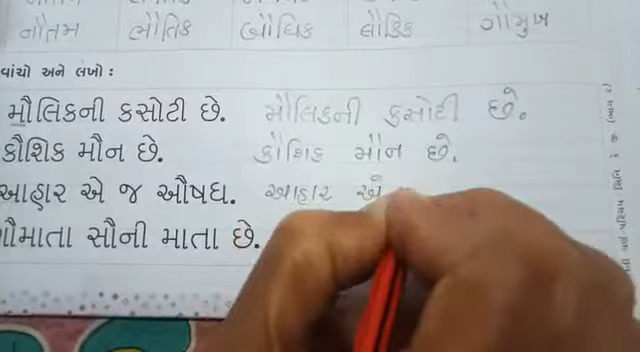 નૌતમ ભૌતિક બૌધિક લૌકિક ગૌમુખ
વાંચો અને લખો :
મૌલિકની કસોટી છે. મૌલિકની કસોટી છે.
કૌશિક મૌન છે. કૌશિક મૌન છે.
આહાર એ જ ઔષધ. આહાર એ
ગૌમાતા સૌની માતા છે.